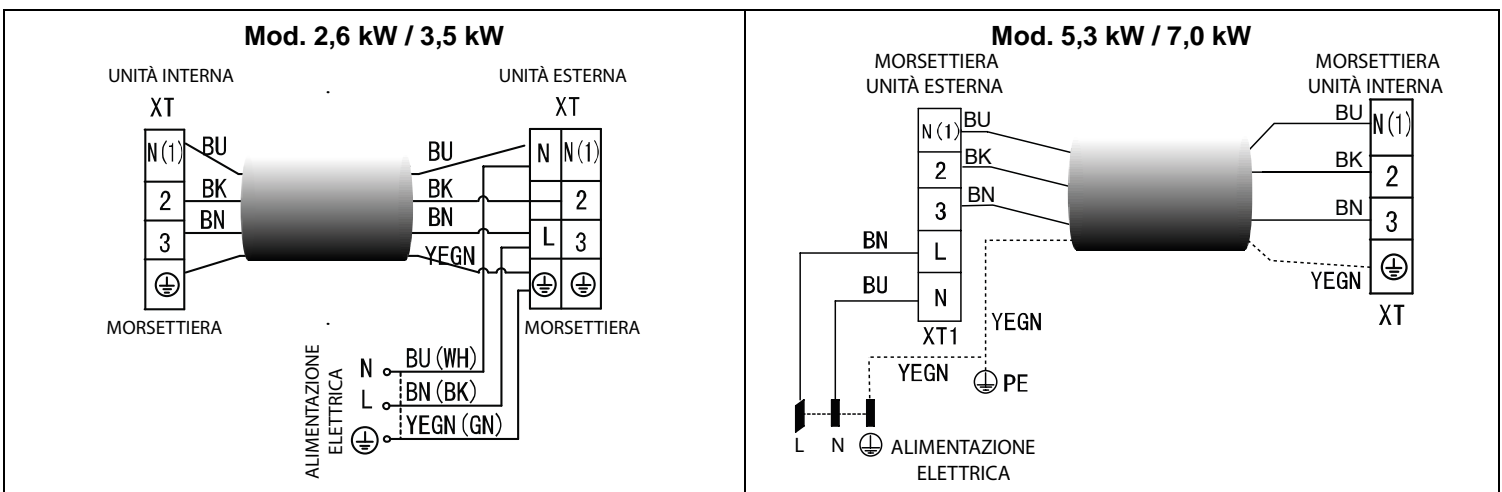 Mod. 2,6 kW / 3,5 kW
UNITÀ INTERNA
UNITÀ ESTERNA
XT
XT
N(1)
BU
BU
N
N(1)
2
BK
BK
2
BN
BN
3
L
3
YEGN
MORSETTIERA
MORSETTIERA
ALIMENTAZIONE
ELETTRICA
N
BU(WH)
L
BN(BK)
YEGN(GN)
Mod. 5,3 kW / 7,0 kW
MORSETTIERA
UNITÀ ESTERNA
MORSETTIERA
UNITÀ INTERNA
N(1)
BU
BU
N(1)
2
BK
BK
2
3
BN
BN
3
BN
L
BU
N
YEGN
XT1
YEGN
XT
YEGN
PE
L
N
ALIMENTAZIONE
ELETTRICA